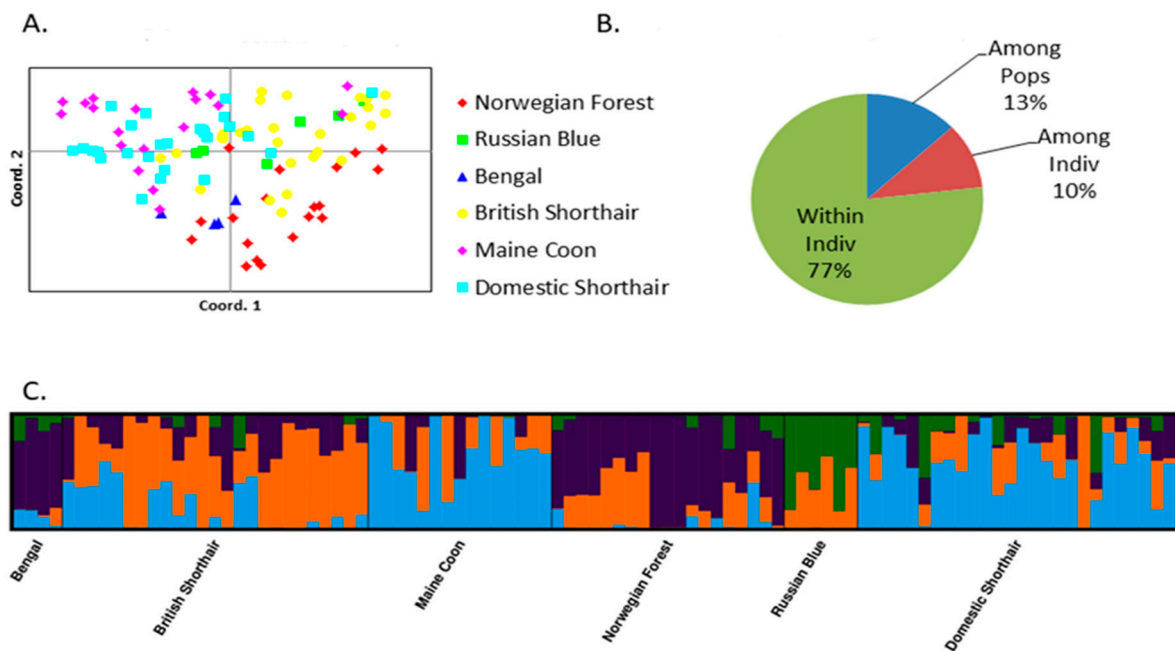 A.
Coord. 2
Coord. 1
Norwegian Forest
Russian Blue
Bengal
British Shorthair
Maine Coon
Domestic Shorthair
B.
Among
Pops
13%
Among
Indiv
10%
Within
Indiv
77%
C.
Bengal
British Shorthair
Maine Coon
Norwegian Forest
Russian Blue
Domestic Shorthair